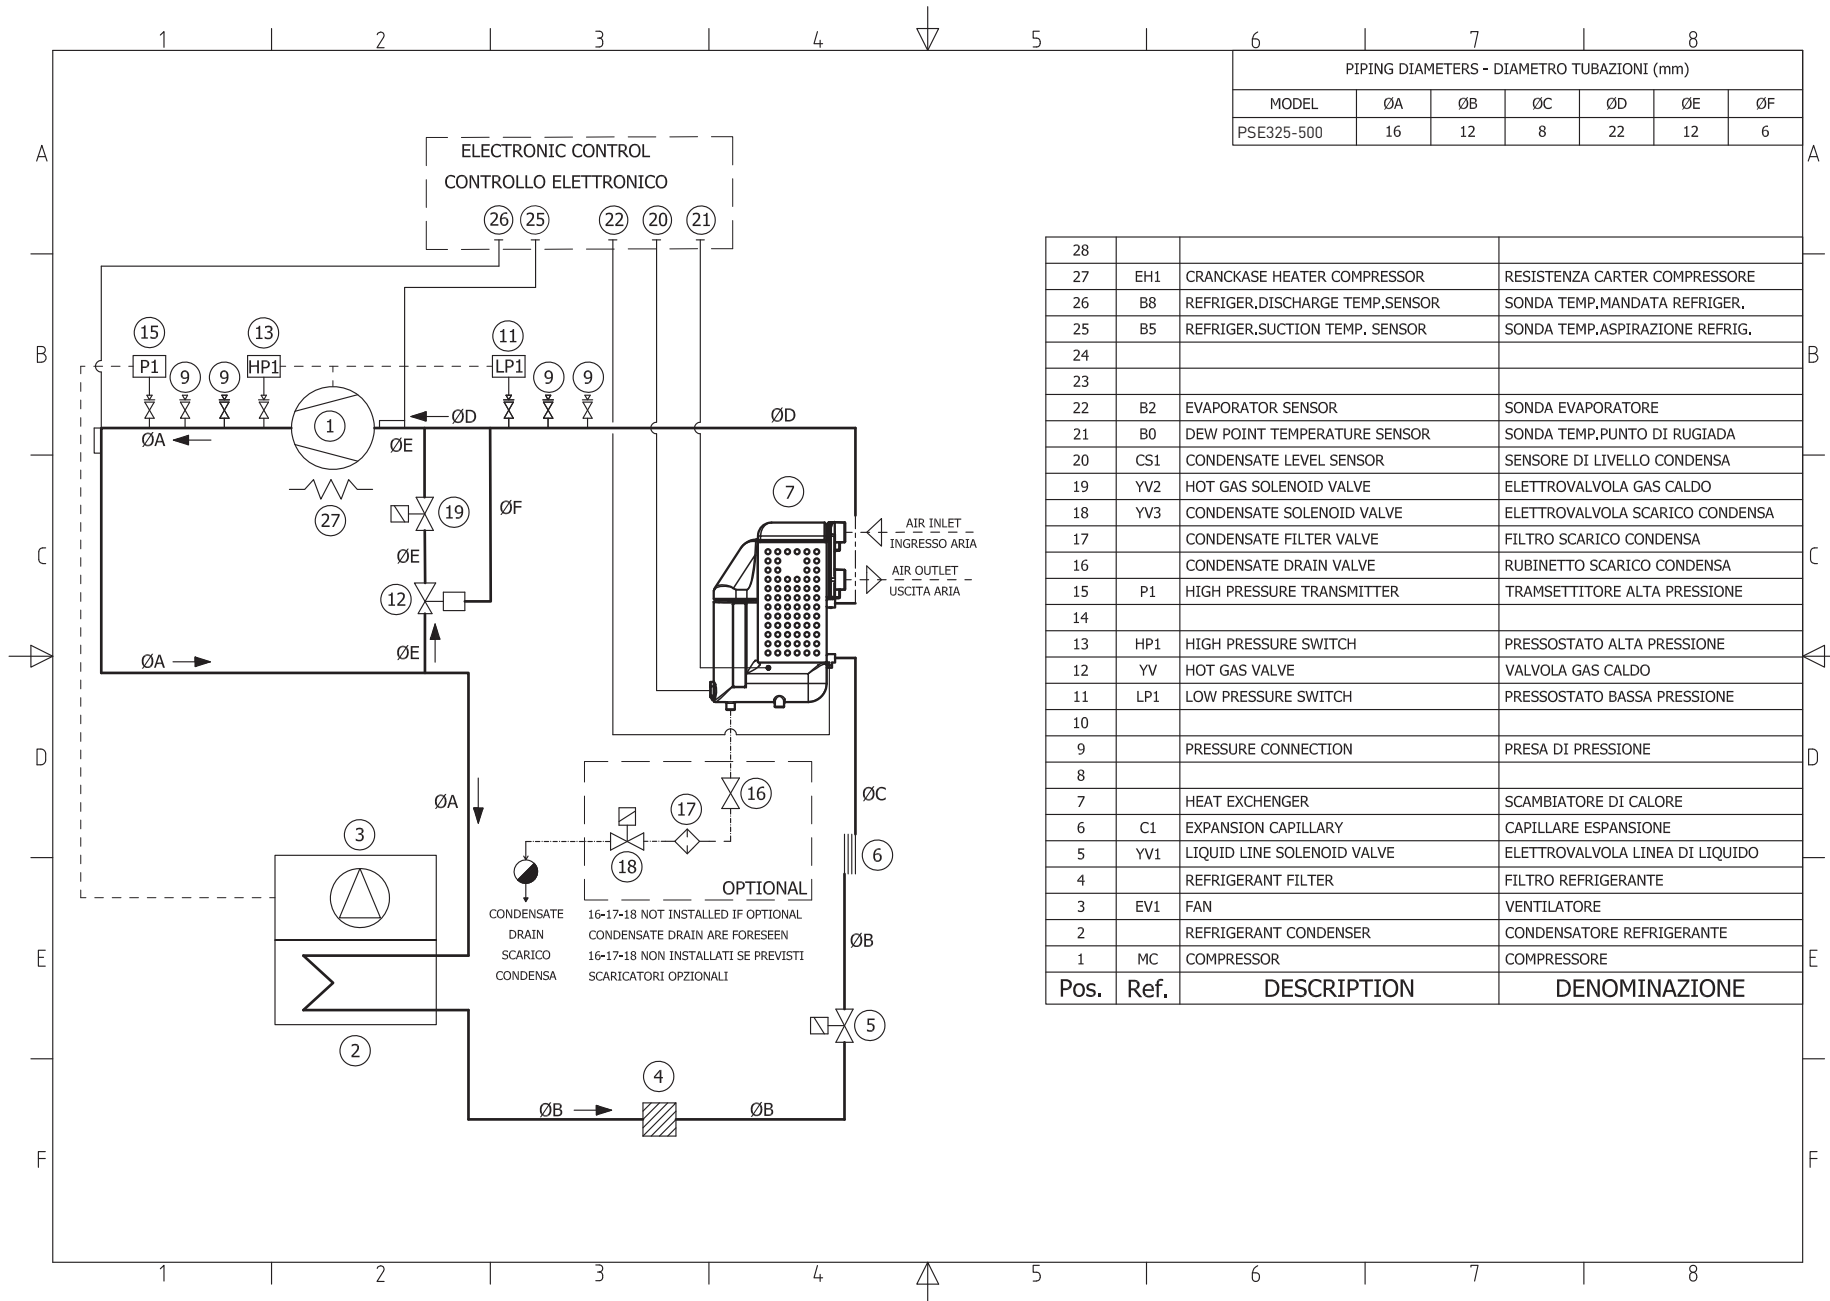 1 2 3 4 5 6 7 8
PIPING DIAMETERS - DIAMETRO TUBAZIONI (mm)
MODEL ØA ØB ØC ØD ØE ØF
PSE325-500 16 12 8 22 12 6
A A
ELECTRONIC CONTROL
CONTROLLO ELETTRONICO
26 25 22 20 21
15 13 11
B B
P1 9 9 HP1 LP1 9 9
1
ØD ØD
ØA ØE
7
27 19 ØF
AIR INLET
INGRESSO ARIA
C C
ØE
AIR OUTLET
USCITA ARIA
12
ØA ØE
D D
ØA ØC
16
17
18
3 6
OPTIONAL
CONDENSATE
DRAIN
SCARICO
CONDENSA
16-17-18 NOT INSTALLED IF OPTIONAL
CONDENSATE DRAIN ARE FORESEEN
16-17-18 NON INSTALLATI SE PREVISTI
SCARICATORI OPZIONALI
ØB
E E
5
2
4
ØB ØB
F F
28
27 EH1 CRANCKASE HEATER COMPRESSOR RESISTENZA CARTER COMPRESSORE
26 B8 REFRIGER.DISCHARGE TEMP.SENSOR SONDA TEMP.MANDATA REFRIGER.
25 B5 REFRIGER.SUCTION TEMP. SENSOR SONDA TEMP.ASPIRAZIONE REFRIG.
24
23
22 B2 EVAPORATOR SENSOR SONDA EVAPORATORE
21 B0 DEW POINT TEMPERATURE SENSOR SONDA TEMP.PUNTO DI RUGIADA
20 CS1 CONDENSATE LEVEL SENSOR SENSORE DI LIVELLO CONDENSA
19 YV2 HOT GAS SOLENOID VALVE ELETTROVALVOLA GAS CALDO
18 YV3 CONDENSATE SOLENOID VALVE ELETTROVALVOLA SCARICO CONDENSA
17 CONDENSATE FILTER VALVE FILTRO SCARICO CONDENSA
16 CONDENSATE DRAIN VALVE RUBINETTO SCARICO CONDENSA
15 P1 HIGH PRESSURE TRANSMITTER TRAMSETTITORE ALTA PRESSIONE
14
13 HP1 HIGH PRESSURE SWITCH PRESSOSTATO ALTA PRESSIONE
12 YV HOT GAS VALVE VALVOLA GAS CALDO
11 LP1 LOW PRESSURE SWITCH PRESSOSTATO BASSA PRESSIONE
10
9 PRESSURE CONNECTION PRESA DI PRESSIONE
8
7 HEAT EXCHENGER SCAMBIATORE DI CALORE
6 C1 EXPANSION CAPILLARY CAPILLARE ESPANSIONE
5 YV1 LIQUID LINE SOLENOID VALVE ELETTROVALVOLA LINEA DI LIQUIDO
4 REFRIGERANT FILTER FILTRO REFRIGERANTE
3 EV1 FAN VENTILATORE
2 REFRIGERANT CONDENSER CONDENSATORE REFRIGERANTE
1 MC COMPRESSOR COMPRESSORE
Pos. Ref. DESCRIPTION DENOMINAZIONE
1 2 3 4 5 6 7 8